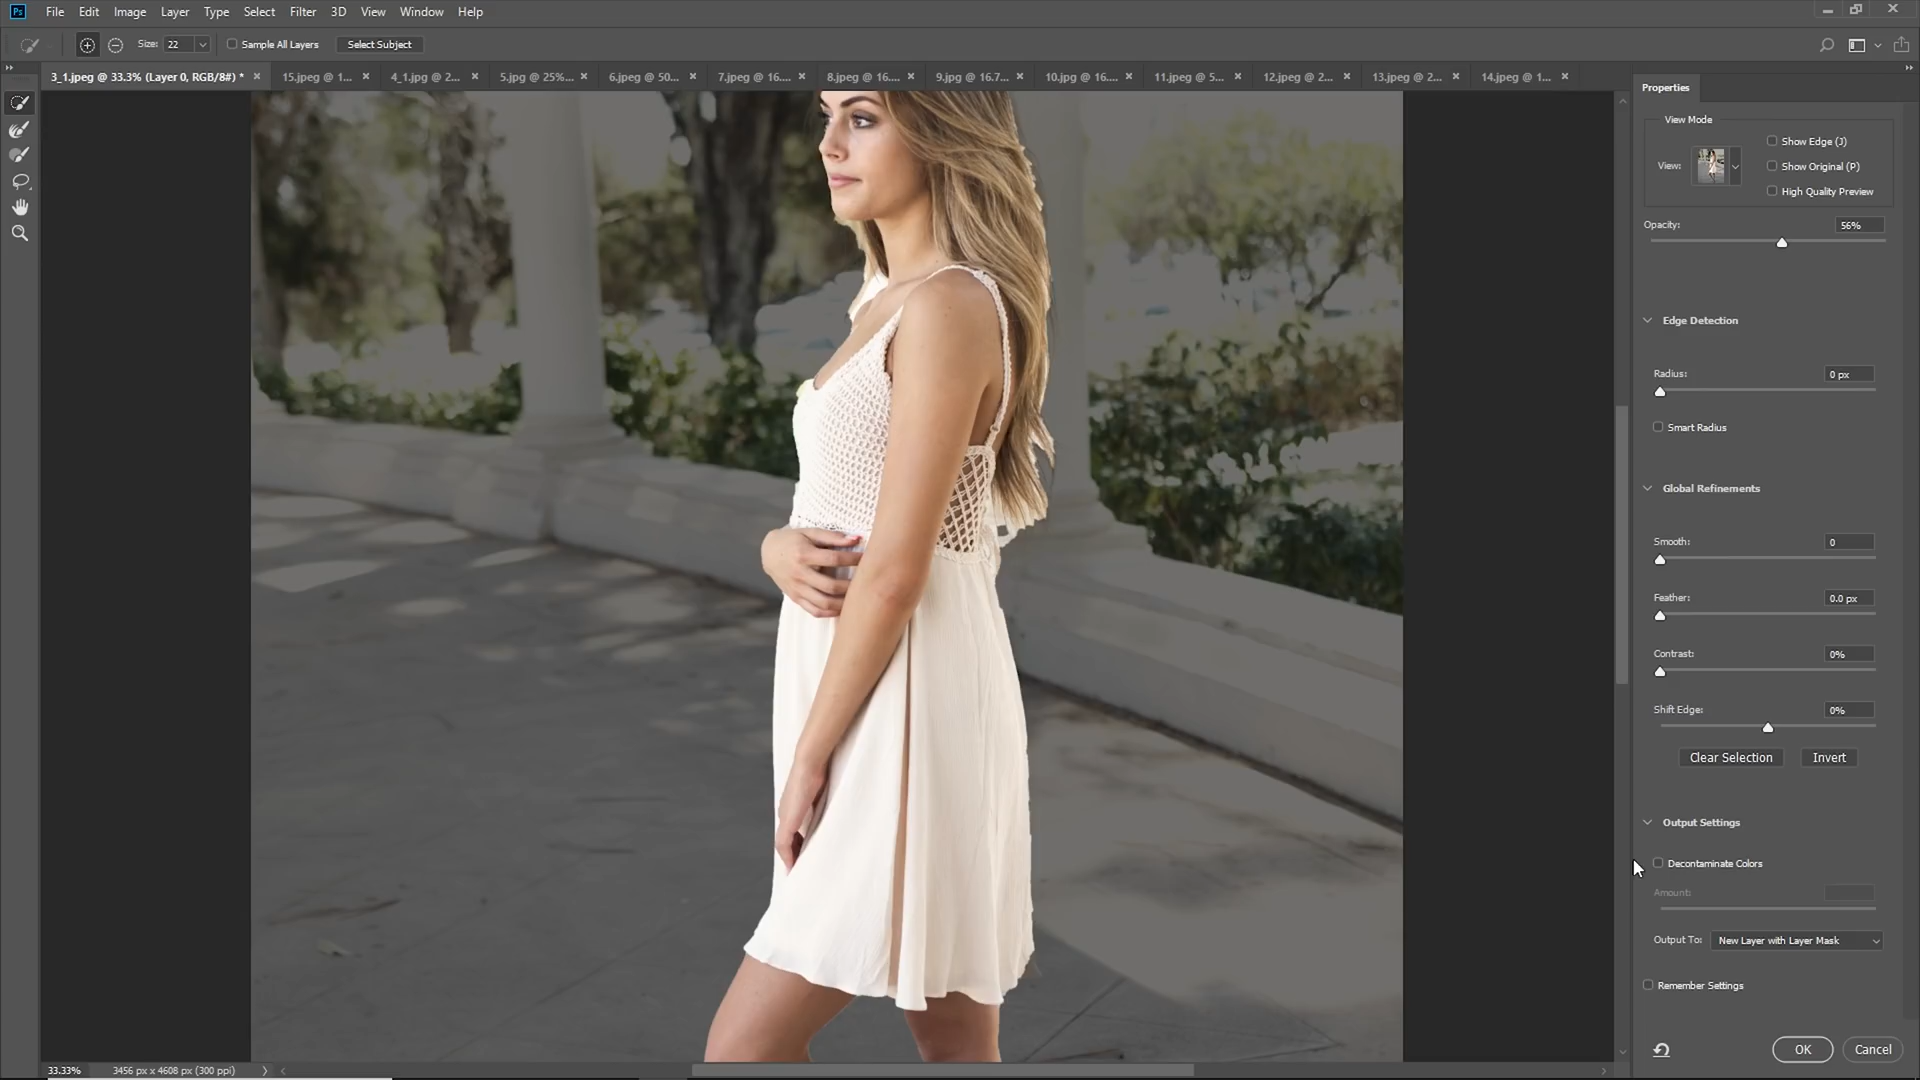 Ps File Edit Image Layer Type Select Filter 3D View Window Help
Size: 22 Sample All Layers Select Subject
3_1.jpeg @ 33.3% (Layer 0, RGB/8#) * 15.jpeg @ 1... 4_1.jpg @ 2... 5.jpg @ 25%... 6.jpeg @ 50... 7.jpeg @ 16.... 8.jpeg @ 16.... 9.jpg @ 16.7... 10.jpg @ 16.... 11.jpg @ 5... 12.jpeg @ 2... 13.jpeg @ 2... 14.jpeg @ 1...
Properties
View Mode
Show Edge (J)
View:
Show Original (P)
High Quality Preview
Opacity: 56%
Edge Detection
Radius: 0 px
Smart Radius
Global Refinements
Smooth: 0
Feather: 0.0 px
Contrast: 0%
Shift Edge: 0%
Clear Selection Invert
Output Settings
Decontaminate Colors
Amount:
Output To: New Layer with Layer Mask
Remember Settings
OK Cancel
33.33% 3456 px x 4608 px (300 ppi)